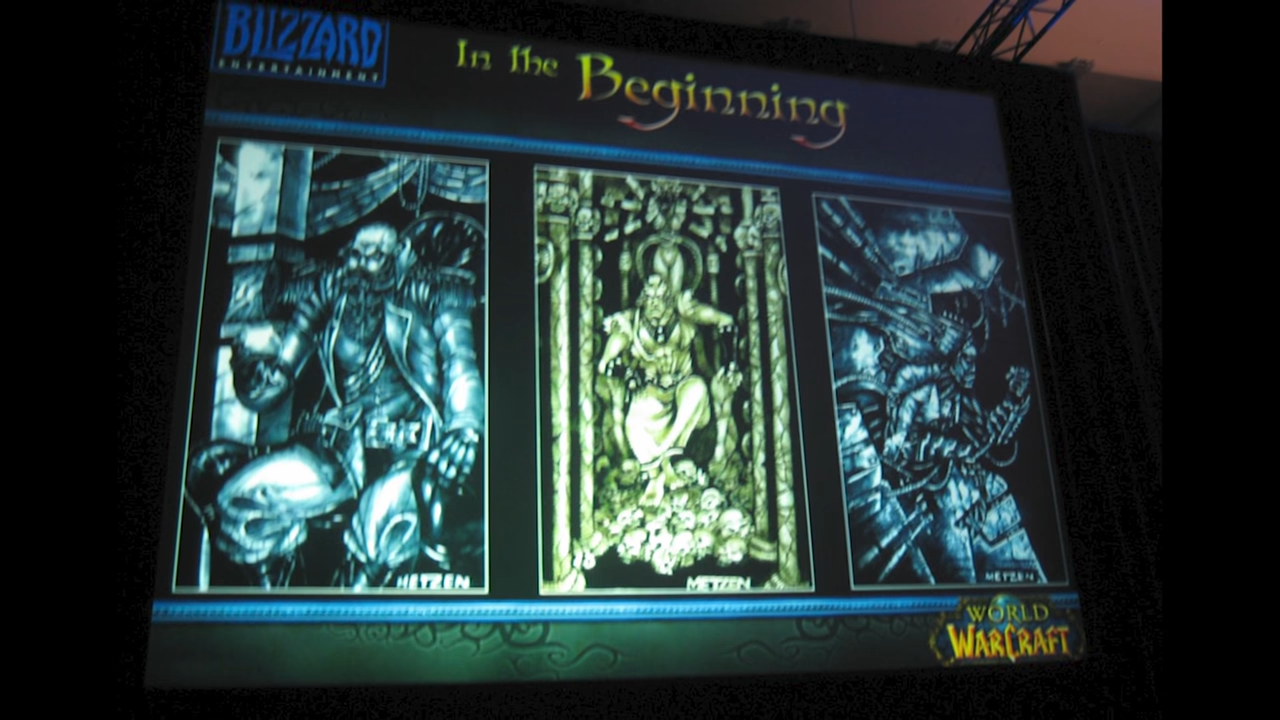 BLIZZARD
ENTERTAINMENT
In the Beginning
METZEN
METZEN
METZEN
WORLD
WARCRAFT